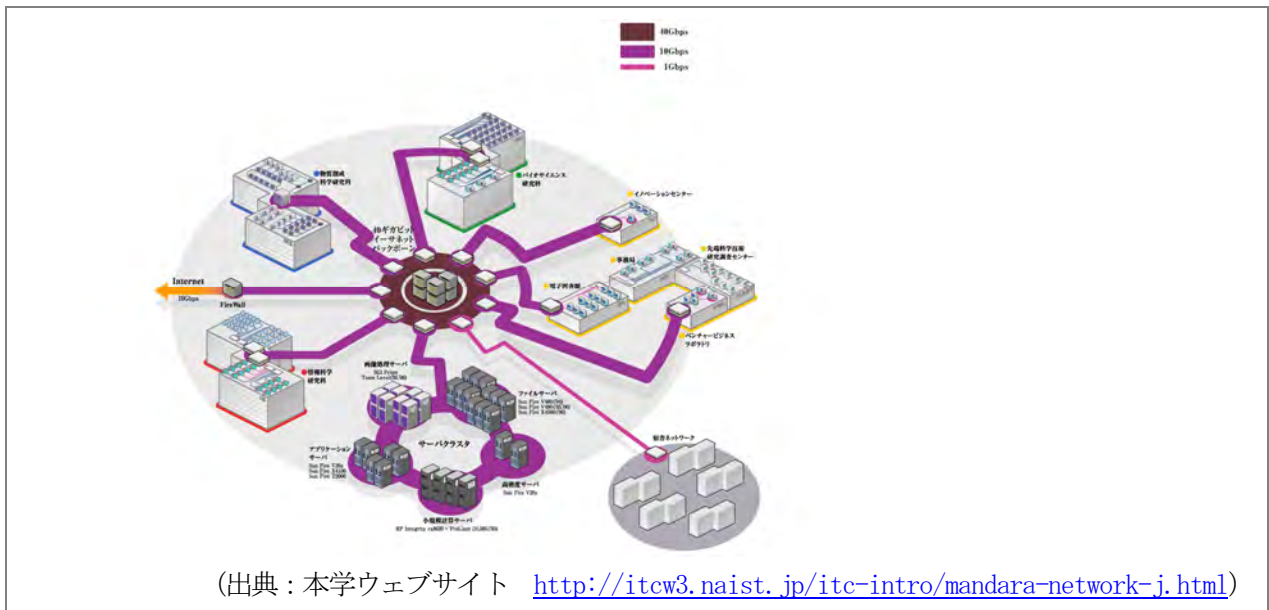 40Gbps
10Gbps
1Gbps
●物質創成
科学研究科
●バイオサイエンス
研究科
●イノベーションセンター
40ギガビット
イーサネット
バックボーン
●先端科学技術
研究調査センター
●事務局
●電子図書館
Internet
10Gbps
FireWall
●ベンチャービジネス
ラボラトリ
●情報科学
研究科
画像処理サーバ
ファイルサーバ
サーバクラスタ
アプリケーション
サーバ
高密度サーバ
Sun Fire V20z
小規模計算サーバ
宿舎ネットワーク
(出典：本学ウェブサイト http://itcw3.naist.jp/itc-intro/mandara-network-j.html)